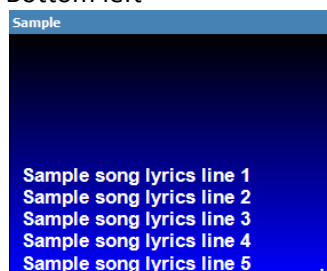 Bottom left
Sample
Sample song lyrics line 1
Sample song lyrics line 2
Sample song lyrics line 3
Sample song lyrics line 4
Sample song lyrics line 5